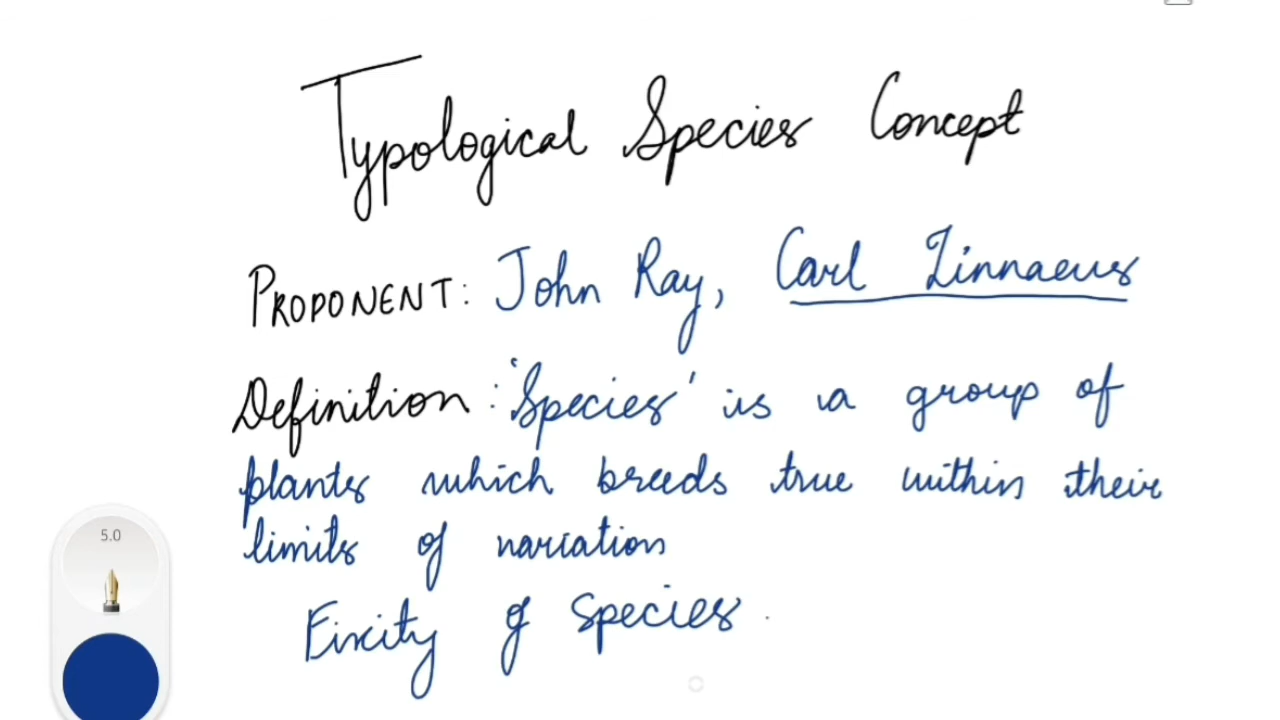 Typological Species Concept
PROPONENT: John Ray, Carl Linnaeus
Definition: 'Species' is a group of
plants which breeds true within their
limits of variation
Fixity of species.
5.0